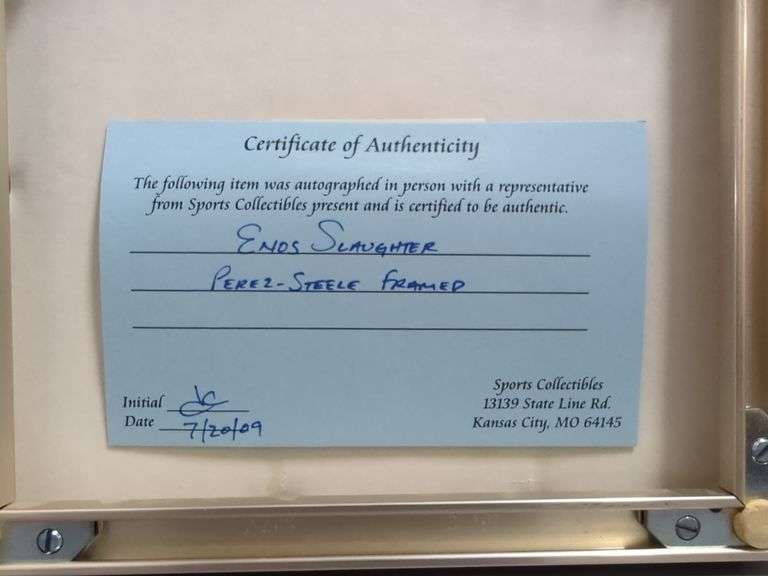 Certificate of Authenticity
The following item was autographed in person with a representative
from Sports Collectibles present and is certified to be authentic.
ENOS SLAUGHTER
PEREZ-STEELE FRAMED
Initial
Date 7/20/09
Sports Collectibles
13139 State Line Rd.
Kansas City, MO 64145